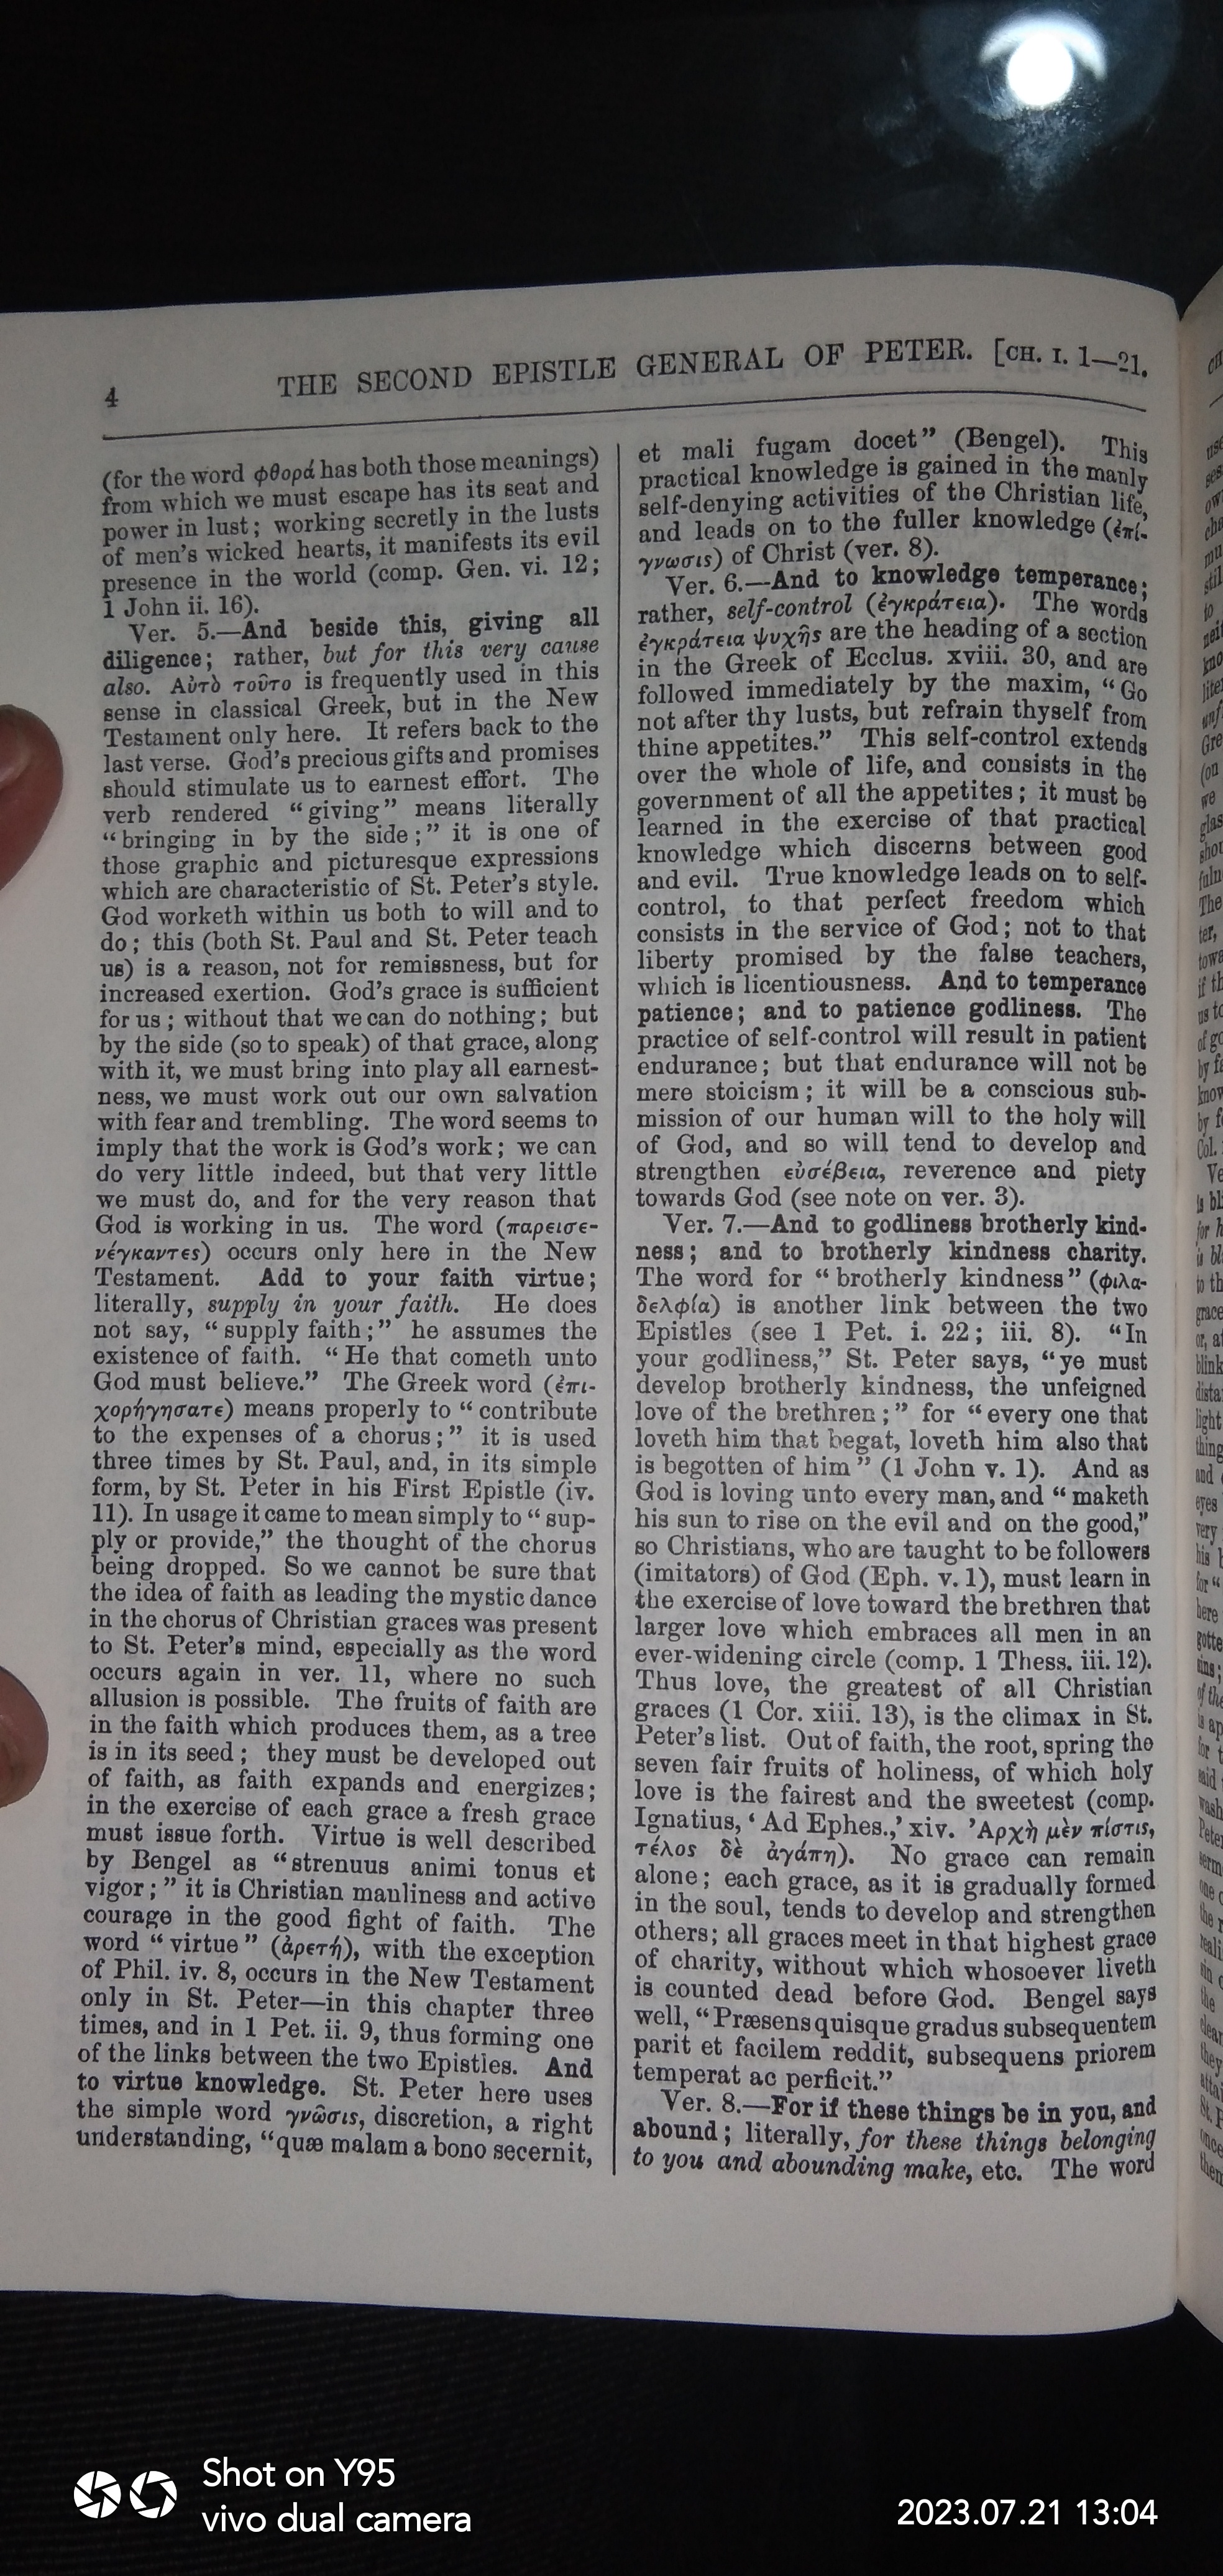 4
THE SECOND EPISTLE GENERAL OF PETER. [CH. I. 1—21.
(for the word φθορά has both those meanings)
from which we must escape has its seat and
power in lust; working secretly in the lusts
of men's wicked hearts, it manifests its evil
presence in the world (comp. Gen. vi. 12;
1 John ii. 16).
Ver. 5.—And beside this, giving all
diligence; rather, but for this very cause
also. Αὐτὸ τοῦτο is frequently used in this
sense in classical Greek, but in the New
Testament only here. It refers back to the
last verse. God's precious gifts and promises
should stimulate us to earnest effort. The
verb rendered "giving" means literally
"bringing in by the side;" it is one of
those graphic and picturesque expressions
which are characteristic of St. Peter's style.
God worketh within us both to will and to
do; this (both St. Paul and St. Peter teach
us) is a reason, not for remissness, but for
increased exertion. God's grace is sufficient
for us; without that we can do nothing; but
by the side (so to speak) of that grace, along
with it, we must bring into play all earnest-
ness, we must work out our own salvation
with fear and trembling. The word seems to
imply that the work is God's work; we can
do very little indeed, but that very little
we must do, and for the very reason that
God is working in us. The word (παρεισε-
νέγκαντες) occurs only here in the New
Testament. Add to your faith virtue;
literally, supply in your faith. He does
not say, "supply faith;" he assumes the
existence of faith. "He that cometh unto
God must believe." The Greek word (ἐπι-
χορήγησατε) means properly to "contribute
to the expenses of a chorus;" it is used
three times by St. Paul, and, in its simple
form, by St. Peter in his First Epistle (iv.
11). In usage it came to mean simply to "sup-
ply or provide," the thought of the chorus
being dropped. So we cannot be sure that
the idea of faith as leading the mystic dance
in the chorus of Christian graces was present
to St. Peter's mind, especially as the word
occurs again in ver. 11, where no such
allusion is possible. The fruits of faith are
in the faith which produces them, as a tree
is in its seed; they must be developed out
of faith, as faith expands and energizes;
in the exercise of each grace a fresh grace
must issue forth. Virtue is well described
by Bengel as "strenuus animi tonus et
vigor;" it is Christian manliness and active
courage in the good fight of faith. The
word "virtue" (ἀρετή), with the exception
of Phil. iv. 8, occurs in the New Testament
only in St. Peter—in this chapter three
times, and in 1 Pet. ii. 9, thus forming one
of the links between the two Epistles. And
to virtue knowledge. St. Peter here uses
the simple word γνῶσις, discretion, a right
understanding, "quæ malam a bono secernit,
et mali fugam docet" (Bengel). This
practical knowledge is gained in the manly
self-denying activities of the Christian life,
and leads on to the fuller knowledge (ἐπί-
γνωσις) of Christ (ver. 8).
Ver. 6.—And to knowledge temperance;
rather, self-control (ἐγκράτεια). The words
ἐγκράτεια ψυχῆς are the heading of a section
in the Greek of Ecclus. xviii. 30, and are
followed immediately by the maxim, "Go
not after thy lusts, but refrain thyself from
thine appetites." This self-control extends
over the whole of life, and consists in the
government of all the appetites; it must be
learned in the exercise of that practical
knowledge which discerns between good
and evil. True knowledge leads on to self-
control, to that perfect freedom which
consists in the service of God; not to that
liberty promised by the false teachers,
which is licentiousness. And to temperance
patience; and to patience godliness. The
practice of self-control will result in patient
endurance; but that endurance will not be
mere stoicism; it will be a conscious sub-
mission of our human will to the holy will
of God, and so will tend to develop and
strengthen εὐσέβεια, reverence and piety
towards God (see note on ver. 3).
Ver. 7.—And to godliness brotherly kind-
ness; and to brotherly kindness charity.
The word for "brotherly kindness" (φιλα-
δελφία) is another link between the two
Epistles (see 1 Pet. i. 22; iii. 8). "In
your godliness," St. Peter says, "ye must
develop brotherly kindness, the unfeigned
love of the brethren;" for "every one that
loveth him that begat, loveth him also that
is begotten of him" (1 John v. 1). And as
God is loving unto every man, and "maketh
his sun to rise on the evil and on the good,"
so Christians, who are taught to be followers
(imitators) of God (Eph. v. 1), must learn in
the exercise of love toward the brethren that
larger love which embraces all men in an
ever-widening circle (comp. 1 Thess. iii. 12).
Thus love, the greatest of all Christian
graces (1 Cor. xiii. 13), is the climax in St.
Peter's list. Out of faith, the root, spring the
seven fair fruits of holiness, of which holy
love is the fairest and the sweetest (comp.
Ignatius, 'Ad Ephes.,' xiv. Ἀρχὴ μὲν πίστις,
τέλος δὲ ἀγάπη). No grace can remain
alone; each grace, as it is gradually formed
in the soul, tends to develop and strengthen
others; all graces meet in that highest grace
of charity, without which whosoever liveth
is counted dead before God. Bengel says
well, "Præsens quisque gradus subsequentem
parit et facilem reddit, subsequens priorem
temperat ac perficit."
Ver. 8.—For if these things be in you, and
abound; literally, for these things belonging
to you and abounding make, etc. The word
Shot on Y95
vivo dual camera
2023.07.21 13:04